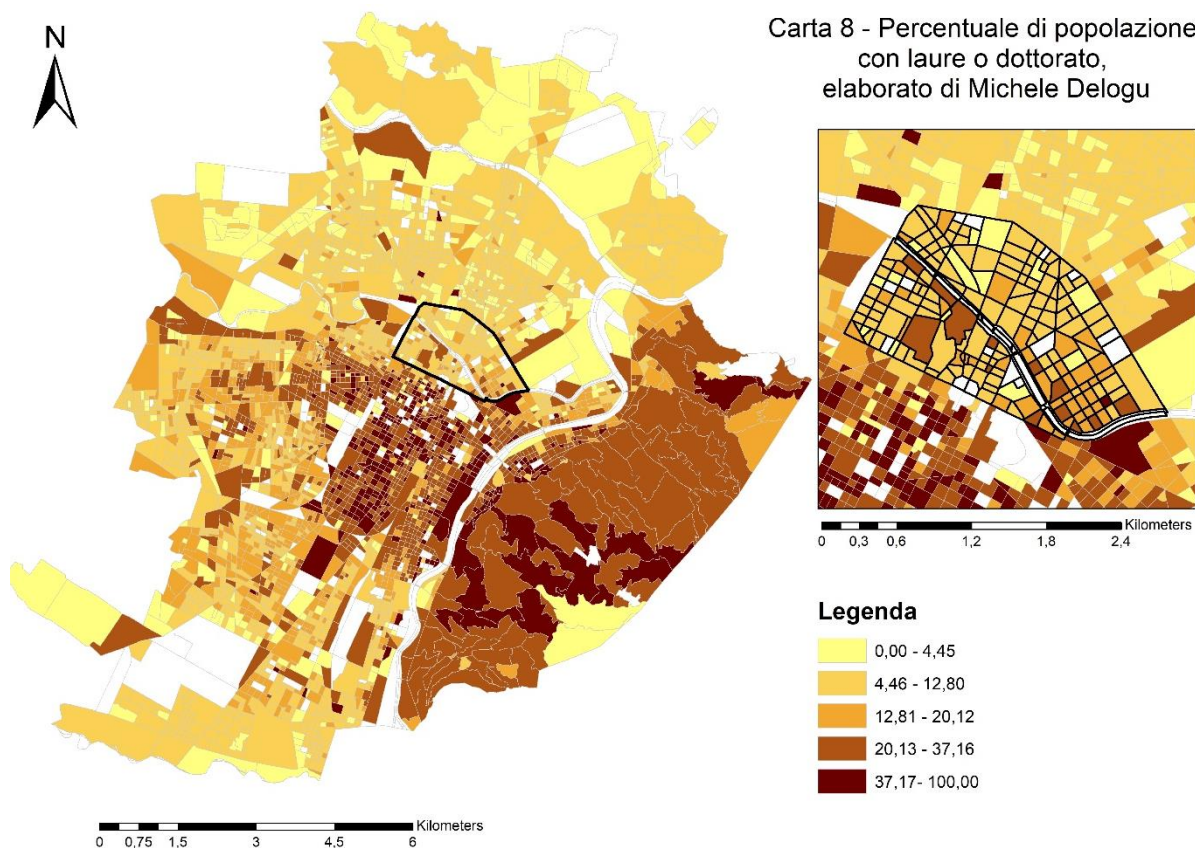 N
Carta 8 - Percentuale di popolazione
con laure o dottorato,
elaborato di Michele Delogu
Kilometers
0 0,3 0,6 1,2 1,8 2,4
Legenda
0,00 - 4,45
4,46 - 12,80
12,81 - 20,12
20,13 - 37,16
37,17- 100,00
Kilometers
0 0,75 1,5 3 4,5 6